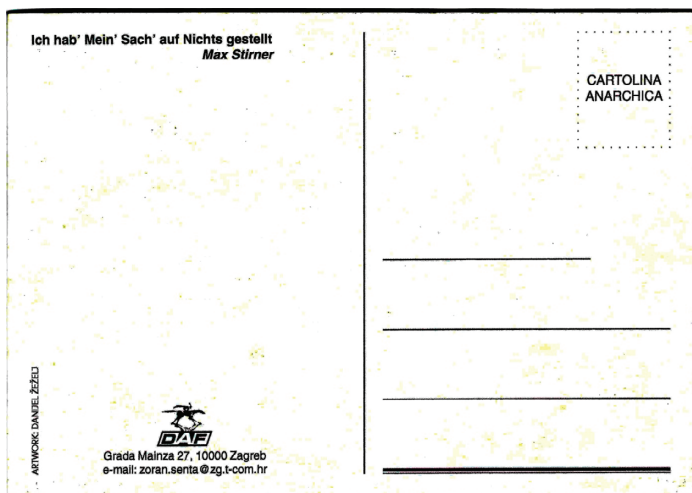 Ich hab' Mein' Sach' auf Nichts gestellt
Max Stirner
CARTOLINA
ANARCHICA
ARTWORK: DANIJEL ŽEŽELJ
DAF
Grada Mainza 27, 10000 Zagreb
e-mail: zoran.senta@zg.t-com.hr